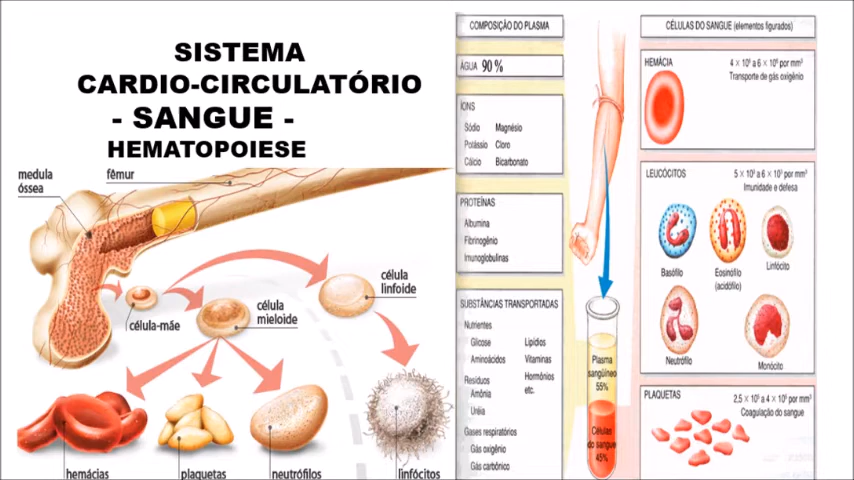 SISTEMA
CARDIO-CIRCULATÓRIO
- SANGUE -
HEMATOPOIESE
medula
óssea
fêmur
célula-mãe
célula
mieloide
célula
linfoide
hemácias
plaquetas
neutrófilos
linfócitos
COMPOSIÇÃO DO PLASMA
ÁGUA 90 %
ÍONS
Sódio Magnésio
Potássio Cloro
Cálcio Bicarbonato
PROTEÍNAS
Albumina
Fibrinogênio
Imunoglobulinas
SUBSTÂNCIAS TRANSPORTADAS
Nutrientes
Glicose Lipídios
Aminoácidos Vitaminas
Resíduos Hormônios
Amônia etc.
Uréia
Gases respiratórios
Gás oxigênio
Gás carbônico
Plasma
sangüíneo
55%
Células
do sangue
45%
CÉLULAS DO SANGUE (elementos figurados)
HEMÁCIA 4 × 10⁶ a 6 × 10⁶ por mm³
Transporte de gás oxigênio
LEUCÓCITOS 5 × 10³ a 6 × 10³ por mm³
Imunidade e defesa
Basófilo
Eosinófilo
(acidófilo)
Linfócito
Neutrófilo
Monócito
PLAQUETAS 2,5 × 10⁵ a 4 × 10⁵ por mm³
Coagulação do sangue